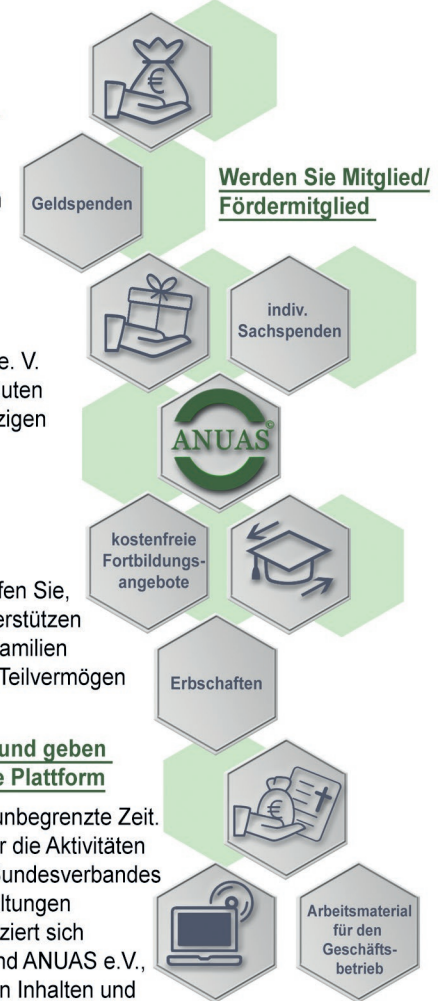 Geldspenden
Werden Sie Mitglied/
Fördermitglied
indiv.
Sachspenden
e. V.
uten
zigen
ANUAS©
kostenfreie
Fortbildungs-
angebote
fen Sie,
erstützen
amilien
Teilvermögen
Erbschaften
und geben
e Plattform
unbegrenzte Zeit.
r die Aktivitäten
undesverbandes
ltungen
ziert sich
nd ANUAS e.V.,
n Inhalten und
Arbeitsmaterial
für den
Geschäfts-
betrieb